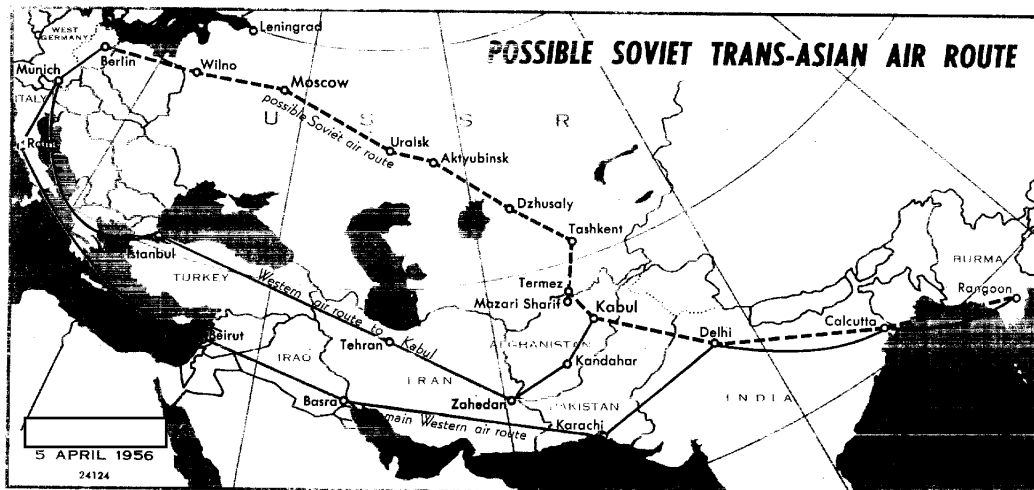 POSSIBLE SOVIET TRANS-ASIAN AIR ROUTE
WEST
GERMANY
Leningrad
Berlin
Wilno
Munich
Moscow
ITALY
possible Soviet air route
U S S R
Rome
Uralsk
Aktyubinsk
Dzhusaly
Tashkent
Istanbul
TURKEY
Western air route to Kabul
Termez
Mazari Sharif
Kabul
BURMA
Rangoon
Calcutta
Delhi
Beirut
Tehran
AFGHANISTAN
IRAQ
Kandahar
IRAN
Basra
Zahedan
PAKISTAN
INDIA
main Western air route
Karachi
5 APRIL 1956
24124